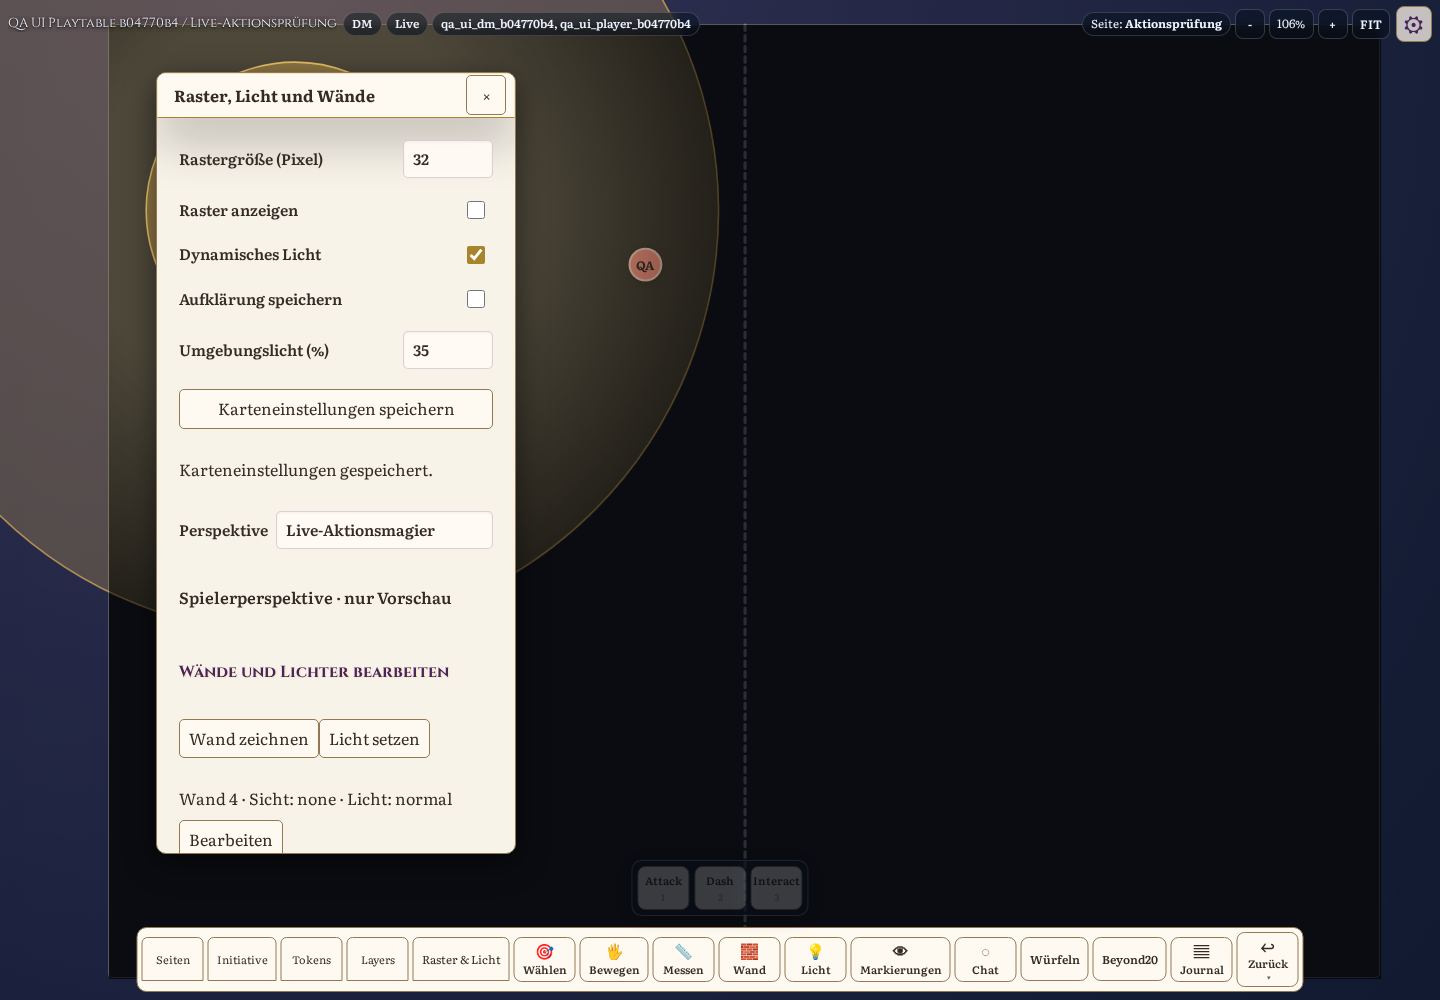 QA UI Playtable b04770b4 / Live-Aktionsprüfung DM Live qa_ui_dm_b04770b4, qa_ui_player_b04770b4 Seite: Aktionsprüfung - 106% + FIT
Raster, Licht und Wände ×
Rastergröße (Pixel) 32
Raster anzeigen
Dynamisches Licht
QA
Aufklärung speichern
Umgebungslicht (%) 35
Karteneinstellungen speichern
Karteneinstellungen gespeichert.
Perspektive Live-Aktionsmagier
Spielerperspektive · nur Vorschau
Wände und Lichter bearbeiten
Wand zeichnen Licht setzen
Wand 4 · Sicht: none · Licht: normal
Bearbeiten
Attack Dash Interact
1 2 3
Seiten Initiative Tokens Layers Raster & Licht Wählen Bewegen Messen Wand Licht Markierungen Chat Würfeln Beyond20 Journal Zurück